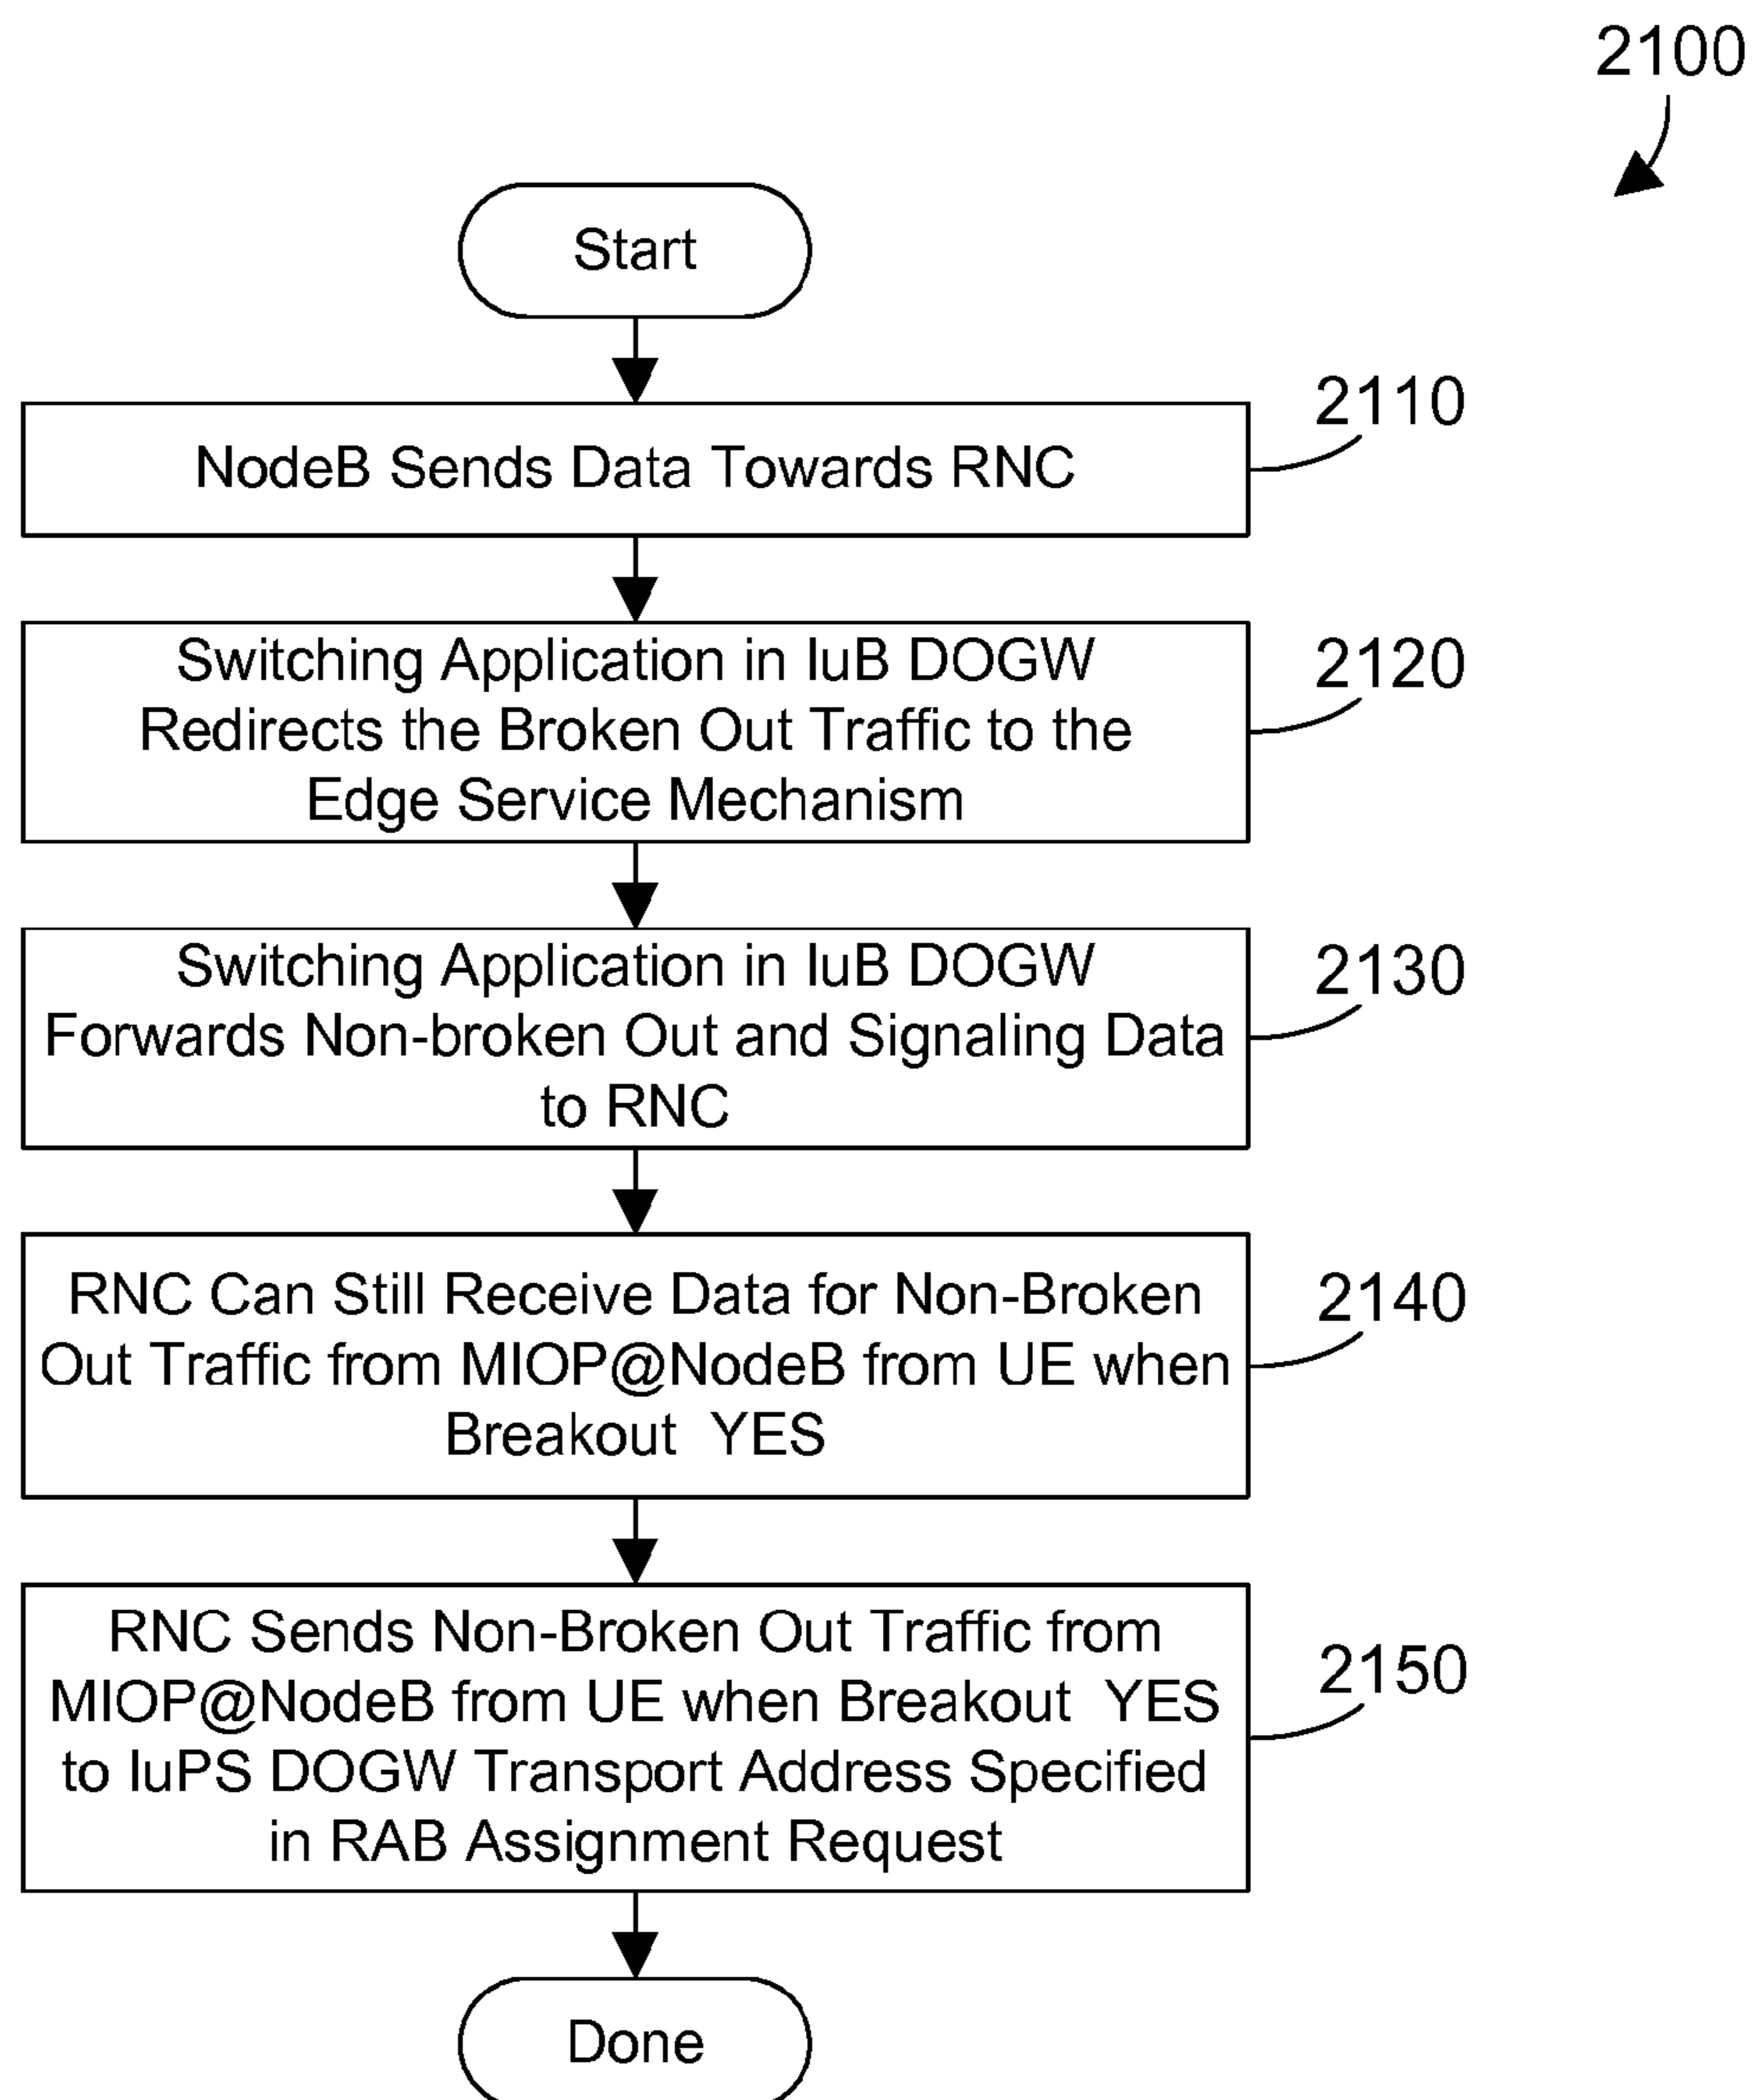 2100
Start
2110
NodeB Sends Data Towards RNC
2120
Switching Application in IuB DOGW
Redirects the Broken Out Traffic to the
Edge Service Mechanism
2130
Switching Application in IuB DOGW
Forwards Non-broken Out and Signaling Data
to RNC
2140
RNC Can Still Receive Data for Non-Broken
Out Traffic from MIOP@NodeB from UE when
Breakout  YES
2150
RNC Sends Non-Broken Out Traffic from
MIOP@NodeB from UE when Breakout  YES
to IuPS DOGW Transport Address Specified
in RAB Assignment Request
Done